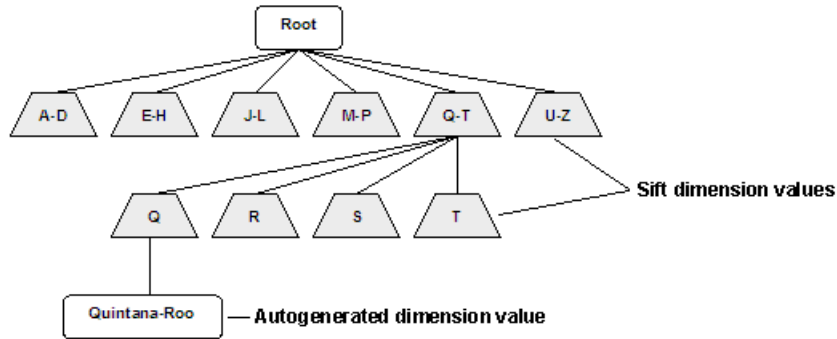 Root
A-D
E-H
J-L
M-P
Q-T
U-Z
Sift dimension values
Q
R
S
T
Quintana-Roo
Autogenerated dimension value